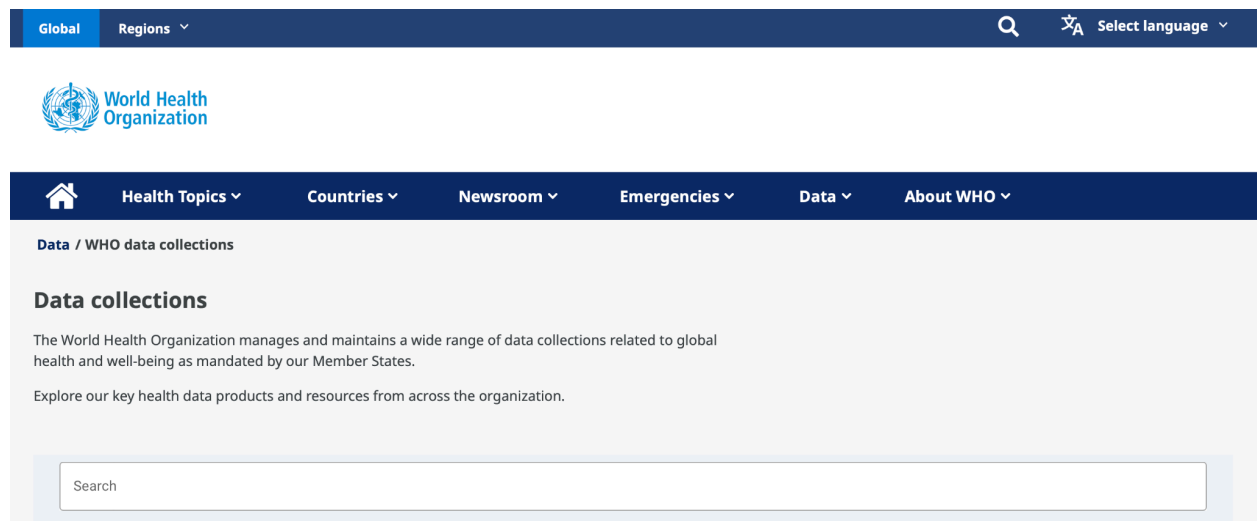 Global Regions Select language
World Health
Organization
Health Topics Countries Newsroom Emergencies Data About WHO
Data / WHO data collections
Data collections
The World Health Organization manages and maintains a wide range of data collections related to global
health and well-being as mandated by our Member States.
Explore our key health data products and resources from across the organization.
Search